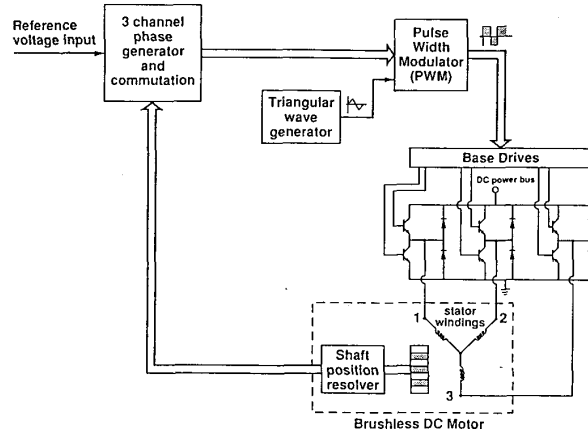 Reference
voltage input
3 channel
phase
generator
and
commutation
Pulse
Width
Modulator
(PWM)
Triangular
wave
generator
Base Drives
DC power bus
stator
windings
1
2
3
Shaft
position
resolver
Brushless DC Motor